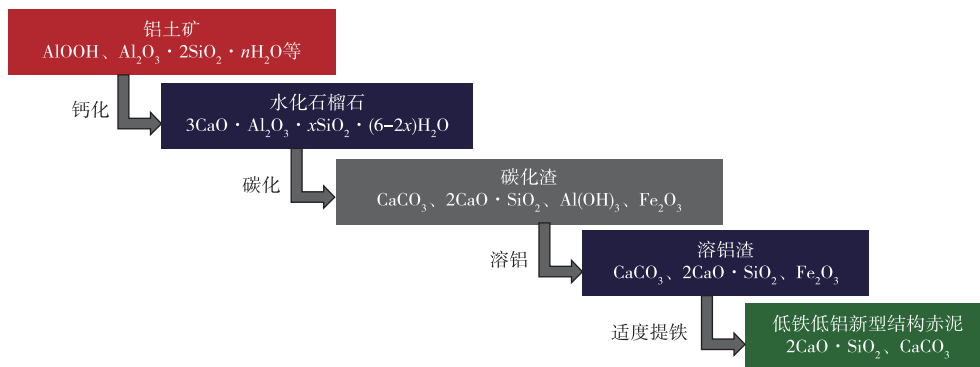 铝土矿
AlOOH、Al₂O₃·2SiO₂·nH₂O等
钙化
水化石榴石
3CaO·Al₂O₃·xSiO₂·(6-2x)H₂O
碳化
碳化渣
CaCO₃、2CaO·SiO₂、Al(OH)₃、Fe₂O₃
溶铝
溶铝渣
CaCO₃、2CaO·SiO₂、Fe₂O₃
适度提铁
低铁低铝新型结构赤泥
2CaO·SiO₂、CaCO₃